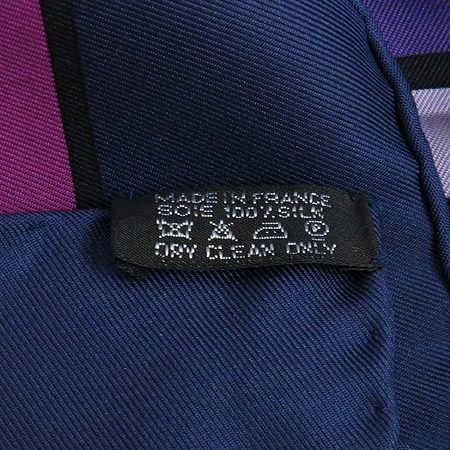 MADE IN FRANCE
SOIE 100% SILK
P
DRY CLEAN ONLY